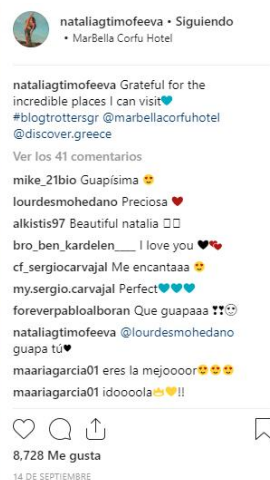 nataliagtimofeeva • Siguiendo
• MarBella Corfu Hotel
nataliagtimofeeva Grateful for the
incredible places I can visit🩵
#blogtrottersgr @marbellacorfuhotel
@discover.greece
Ver los 41 comentarios
mike_21bio Guapísima 😍
lourdesmohedano Preciosa ❤
alkistis97 Beautiful natalia □□
bro_ben_kardelen____ I love you 🖤💕
cf_sergiocarvajal Me encantaaa 😍
my.sergio.carvajal Perfect🩵🩵🩵
foreverpabloalboran Que guapaaa ❣❣☺
nataliagtimofeeva @lourdesmohedano
guapa tú♥
maariagarcia01 eres la mejoooor😍😍😍
maariagarcia01 idoooola👑💛!!
8,728 Me gusta
14 DE SEPTIEMBRE